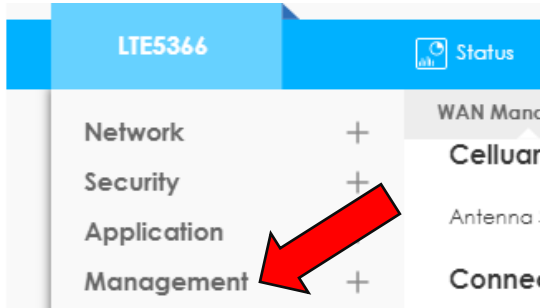 LTE5366
Status
WAN Mana
Network
Celluar
Security
Antenna
Application
Management
Conne